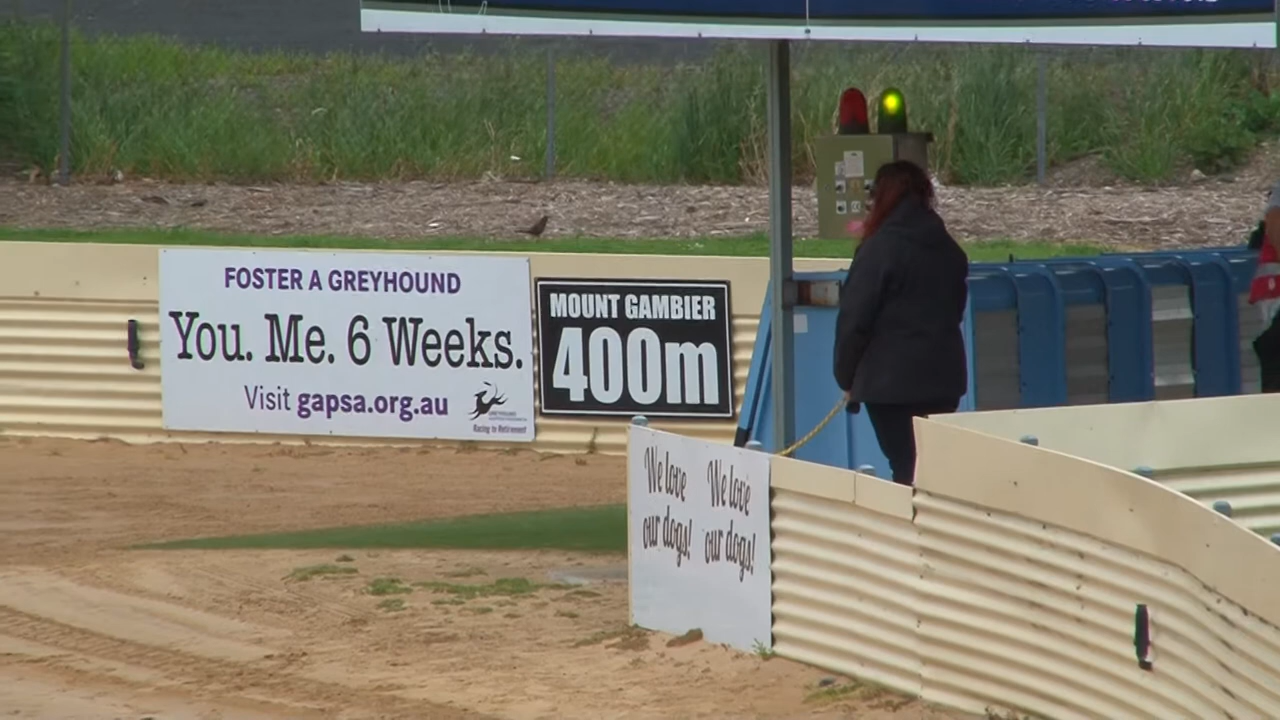 FOSTER A GREYHOUND
You. Me. 6 Weeks.
Visit gapsa.org.au
GREYHOUND
Racing to Retirement
MOUNT GAMBIER
400m
We love
our dogs!
We love
our dogs!